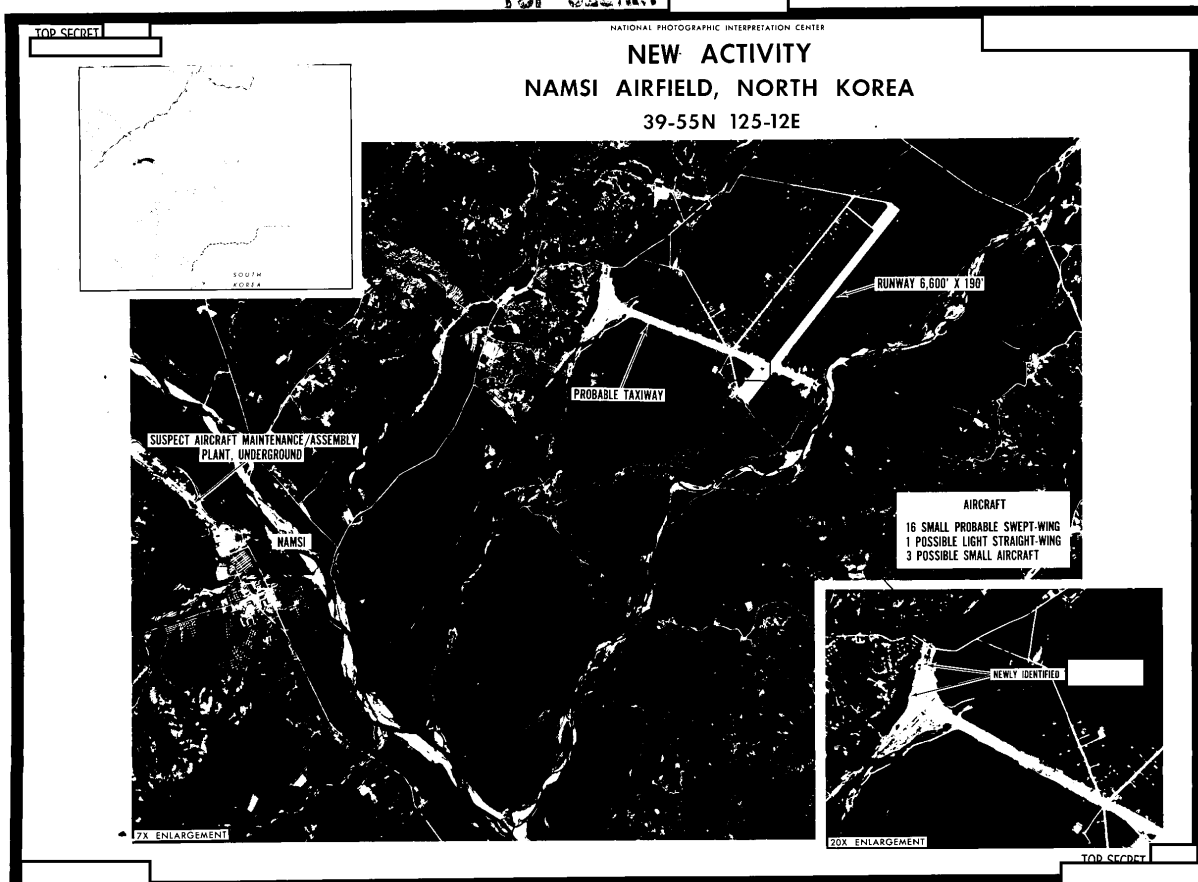 TOP SECRET
TOP SECRET
NATIONAL PHOTOGRAPHIC INTERPRETATION CENTER
NEW ACTIVITY
NAMSI AIRFIELD, NORTH KOREA
39-55N 125-12E
SOUTH
KOREA
RUNWAY 6,600' X 190'
PROBABLE TAXIWAY
SUSPECT AIRCRAFT MAINTENANCE/ASSEMBLY
PLANT, UNDERGROUND
NAMSI
AIRCRAFT
16 SMALL PROBABLE SWEPT-WING
1 POSSIBLE LIGHT STRAIGHT-WING
3 POSSIBLE SMALL AIRCRAFT
NEWLY IDENTIFIED
7X ENLARGEMENT
20X ENLARGEMENT
TOP SECRET